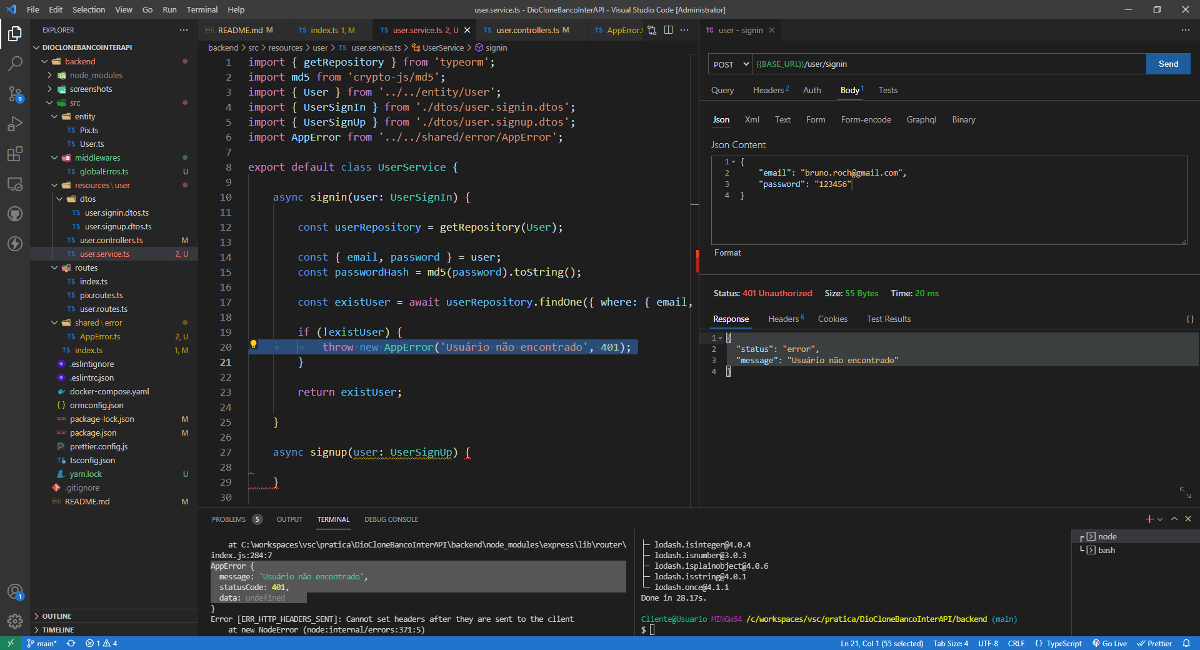 File Edit Selection View Go Run Terminal Help
user.service.ts - DioCloneBancoInterAPI - Visual Studio Code [Administrator]
EXPLORER
DIOCLONEBANCOINTERAPI
backend
node_modules
screenshots
src
entity
TS Pix.ts
TS User.ts
middlewares
TS globalErros.ts U
resources\user
dtos
TS user.signin.dtos.ts
TS user.signup.dtos.ts
TS user.controllers.ts M
TS user.service.ts 2, U
routes
TS index.ts
TS pix.routes.ts
TS user.routes.ts
shared\error
TS AppError.ts 2, U
TS index.ts 1, M
.eslintignore
.eslintrc.json
docker-compose.yaml
ormconfig.json
package-lock.json M
package.json M
prettier.config.js
tsconfig.json
yarn.lock U
.gitignore
README.md M
OUTLINE
TIMELINE
README.md M
TS index.ts 1, M
TS user.service.ts 2, U
TS user.controllers.ts M
TS AppError.t
backend > src > resources > user > TS user.service.ts > UserService > signin
1 import { getRepository } from 'typeorm';
2 import md5 from 'crypto-js/md5';
3 import { User } from '../../entity/User';
4 import { UserSignIn } from './dtos/user.signin.dtos';
5 import { UserSignUp } from './dtos/user.signup.dtos';
6 import AppError from '../../shared/error/AppError';
7
8 export default class UserService {
9
10 async signin(user: UserSignIn) {
11
12 const userRepository = getRepository(User);
13
14 const { email, password } = user;
15 const passwordHash = md5(password).toString();
16
17 const existUser = await userRepository.findOne({ where: { email,
18
19 if (!existUser) {
20 throw new AppError('Usuário não encontrado', 401);
21 }
22
23 return existUser;
24
25 }
26
27 async signup(user: UserSignUp) {
28
29 }
30
TC user - signin
POST {{BASE_URL}}/user/signin Send
Query Headers 2 Auth Body 1 Tests
Json Xml Text Form Form-encode Graphql Binary
Json Content
1 {
2 "email": "bruno.roch@gmail.com",
3 "password": "123456"
4 }
Format
Status: 401 Unauthorized Size: 55 Bytes Time: 20 ms
Response Headers 6 Cookies Test Results { }
1 {
2 "status": "error",
3 "message": "Usuário não encontrado"
4 }
PROBLEMS 5 OUTPUT TERMINAL DEBUG CONSOLE
at C:\workspaces\vsc\pratica\DioCloneBancoInterAPI\backend\node_modules\express\lib\router\
index.js:284:7
AppError {
message: 'Usuário não encontrado',
statusCode: 401,
data: undefined
}
Error [ERR_HTTP_HEADERS_SENT]: Cannot set headers after they are sent to the client
at new NodeError (node:internal/errors:371:5)
├─ lodash.isinteger@4.0.4
├─ lodash.isnumber@3.0.3
├─ lodash.isplainobject@4.0.6
├─ lodash.isstring@4.0.1
└─ lodash.once@4.1.1
Done in 28.17s.
Cliente@Usuario MINGW64 /c/workspaces/vsc/pratica/DioCloneBancoInterAPI/backend (main)
$
node
bash
main* 1 4
Ln 21, Col 1 (55 selected) Tab Size: 4 UTF-8 CRLF { } TypeScript Go Live Prettier